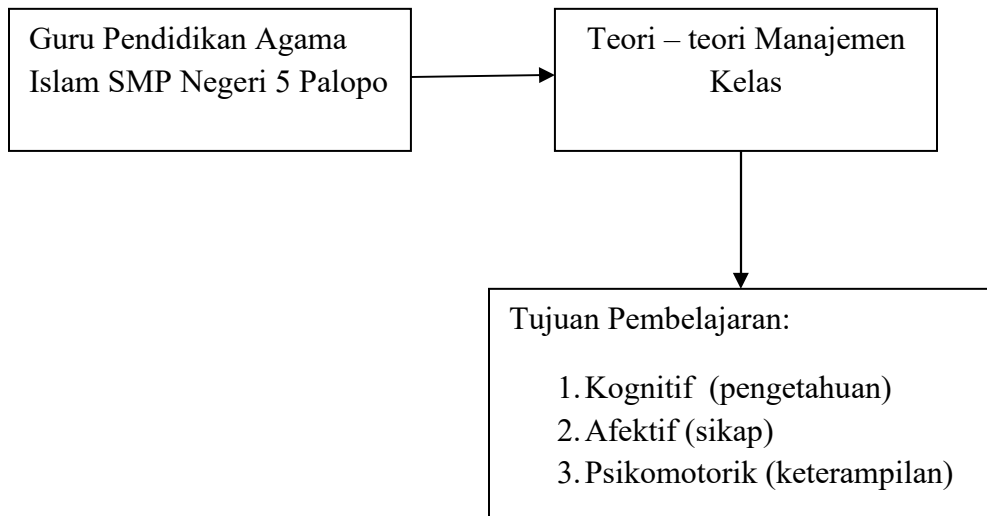 Guru Pendidikan Agama
Islam SMP Negeri 5 Palopo
Teori – teori Manajemen
Kelas
Tujuan Pembelajaran:
1. Kognitif (pengetahuan)
2. Afektif (sikap)
3. Psikomotorik (keterampilan)